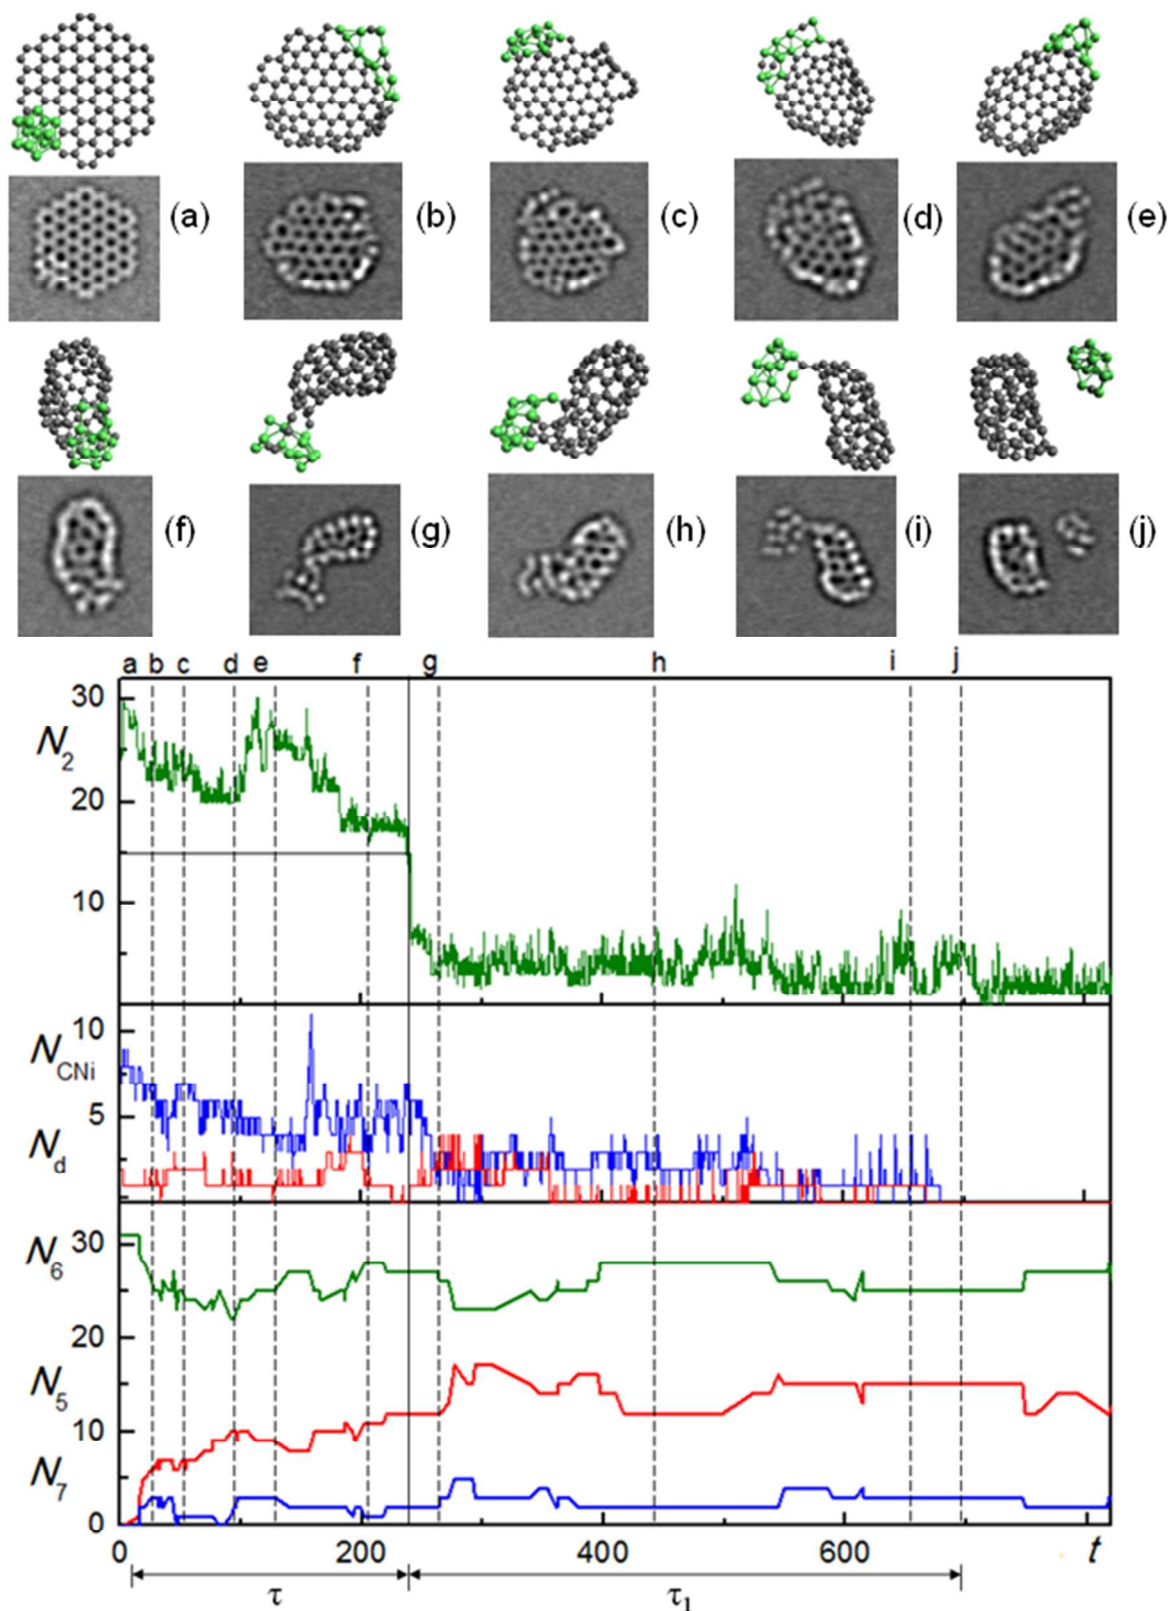 (a) (b) (c) (d) (e)
(f) (g) (h) (i) (j)
a b c d e f g h i j
30
N2
20
10
10
NCNi
5
Nd
30
N6
20
N5
10
N7
0
0 200 400 600 t
τ τ1